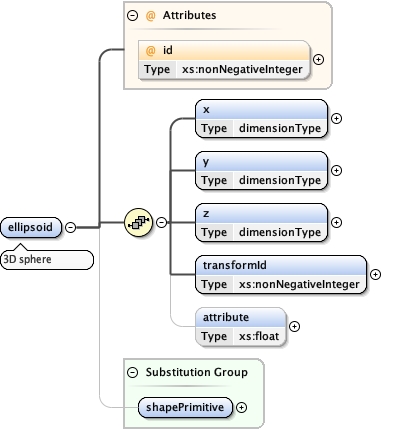 @ Attributes
@ id
Type xs:nonNegativeInteger
x
Type dimensionType
y
Type dimensionType
z
Type dimensionType
ellipsoid
3D sphere
transformId
Type xs:nonNegativeInteger
attribute
Type xs:float
Substitution Group
shapePrimitive